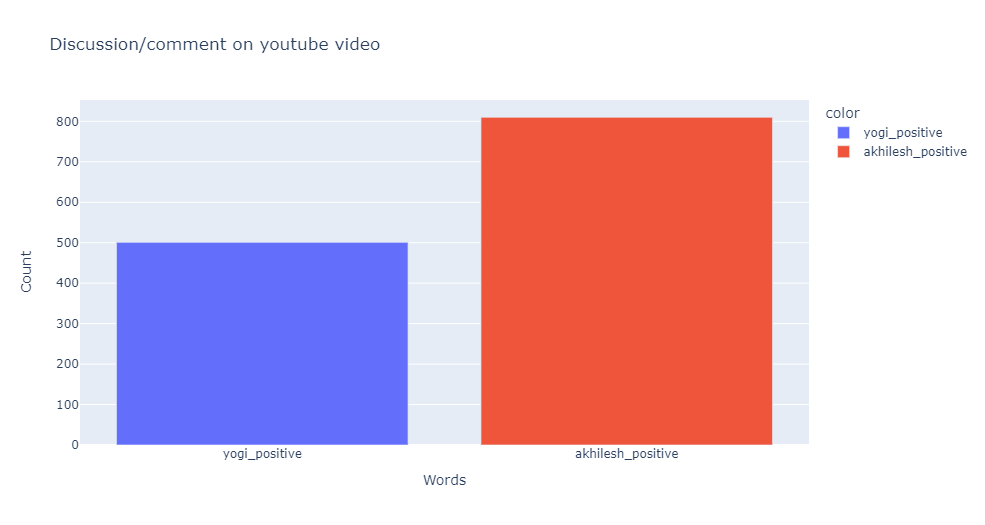 Discussion/comment on youtube video
color
yogi_positive
akhilesh_positive
Count
800
700
600
500
400
300
200
100
0
yogi_positive
akhilesh_positive
Words